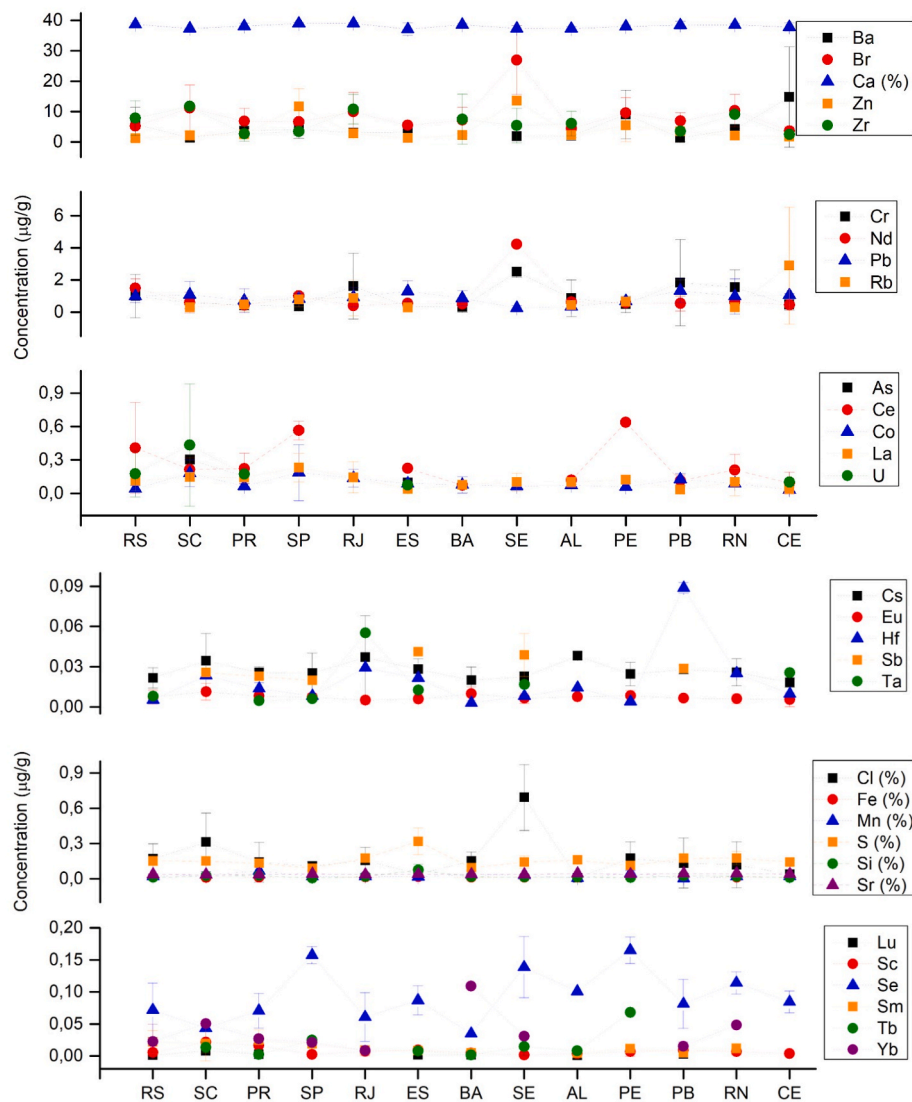 40
30
20
10
0
Ba
Br
Ca (%)
Zn
Zr
6
4
2
0
Cr
Nd
Pb
Rb
Concentration (µg/g)
0,9
0,6
0,3
0,0
As
Ce
Co
La
U
RS SC PR SP RJ ES BA SE AL PE PB RN CE
0,09
0,06
0,03
0,00
Cs
Eu
Hf
Sb
Ta
0,9
0,6
0,3
0,0
Cl (%)
Fe (%)
Mn (%)
S (%)
Si (%)
Sr (%)
Concentration (µg/g)
0,20
0,15
0,10
0,05
0,00
Lu
Sc
Se
Sm
Tb
Yb
RS SC PR SP RJ ES BA SE AL PE PB RN CE